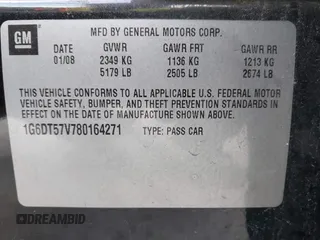 GM
MFD BY GENERAL MOTORS CORP.
DATE GVWR GAWR FRT GAWR RR
01/08 2349 KG 1136 KG 1213 KG
5179 LB 2505 LB 2674 LB
THIS VEHICLE CONFORMS TO ALL APPLICABLE U.S. FEDERAL MOTOR
VEHICLE SAFETY, BUMPER, AND THEFT PREVENTION STANDARDS IN
EFFECT ON THE DATE OF MANUFACTURE SHOWN ABOVE.
1G6DT57V780164271 TYPE: PASS CAR
© DREAMBID